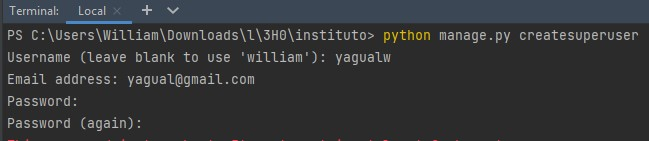 Terminal: Local × +
PS C:\Users\William\Downloads\l\3H0\instituto> python manage.py createsuperuser
Username (leave blank to use 'william'): yagualw
Email address: yagual@gmail.com
Password:
Password (again):